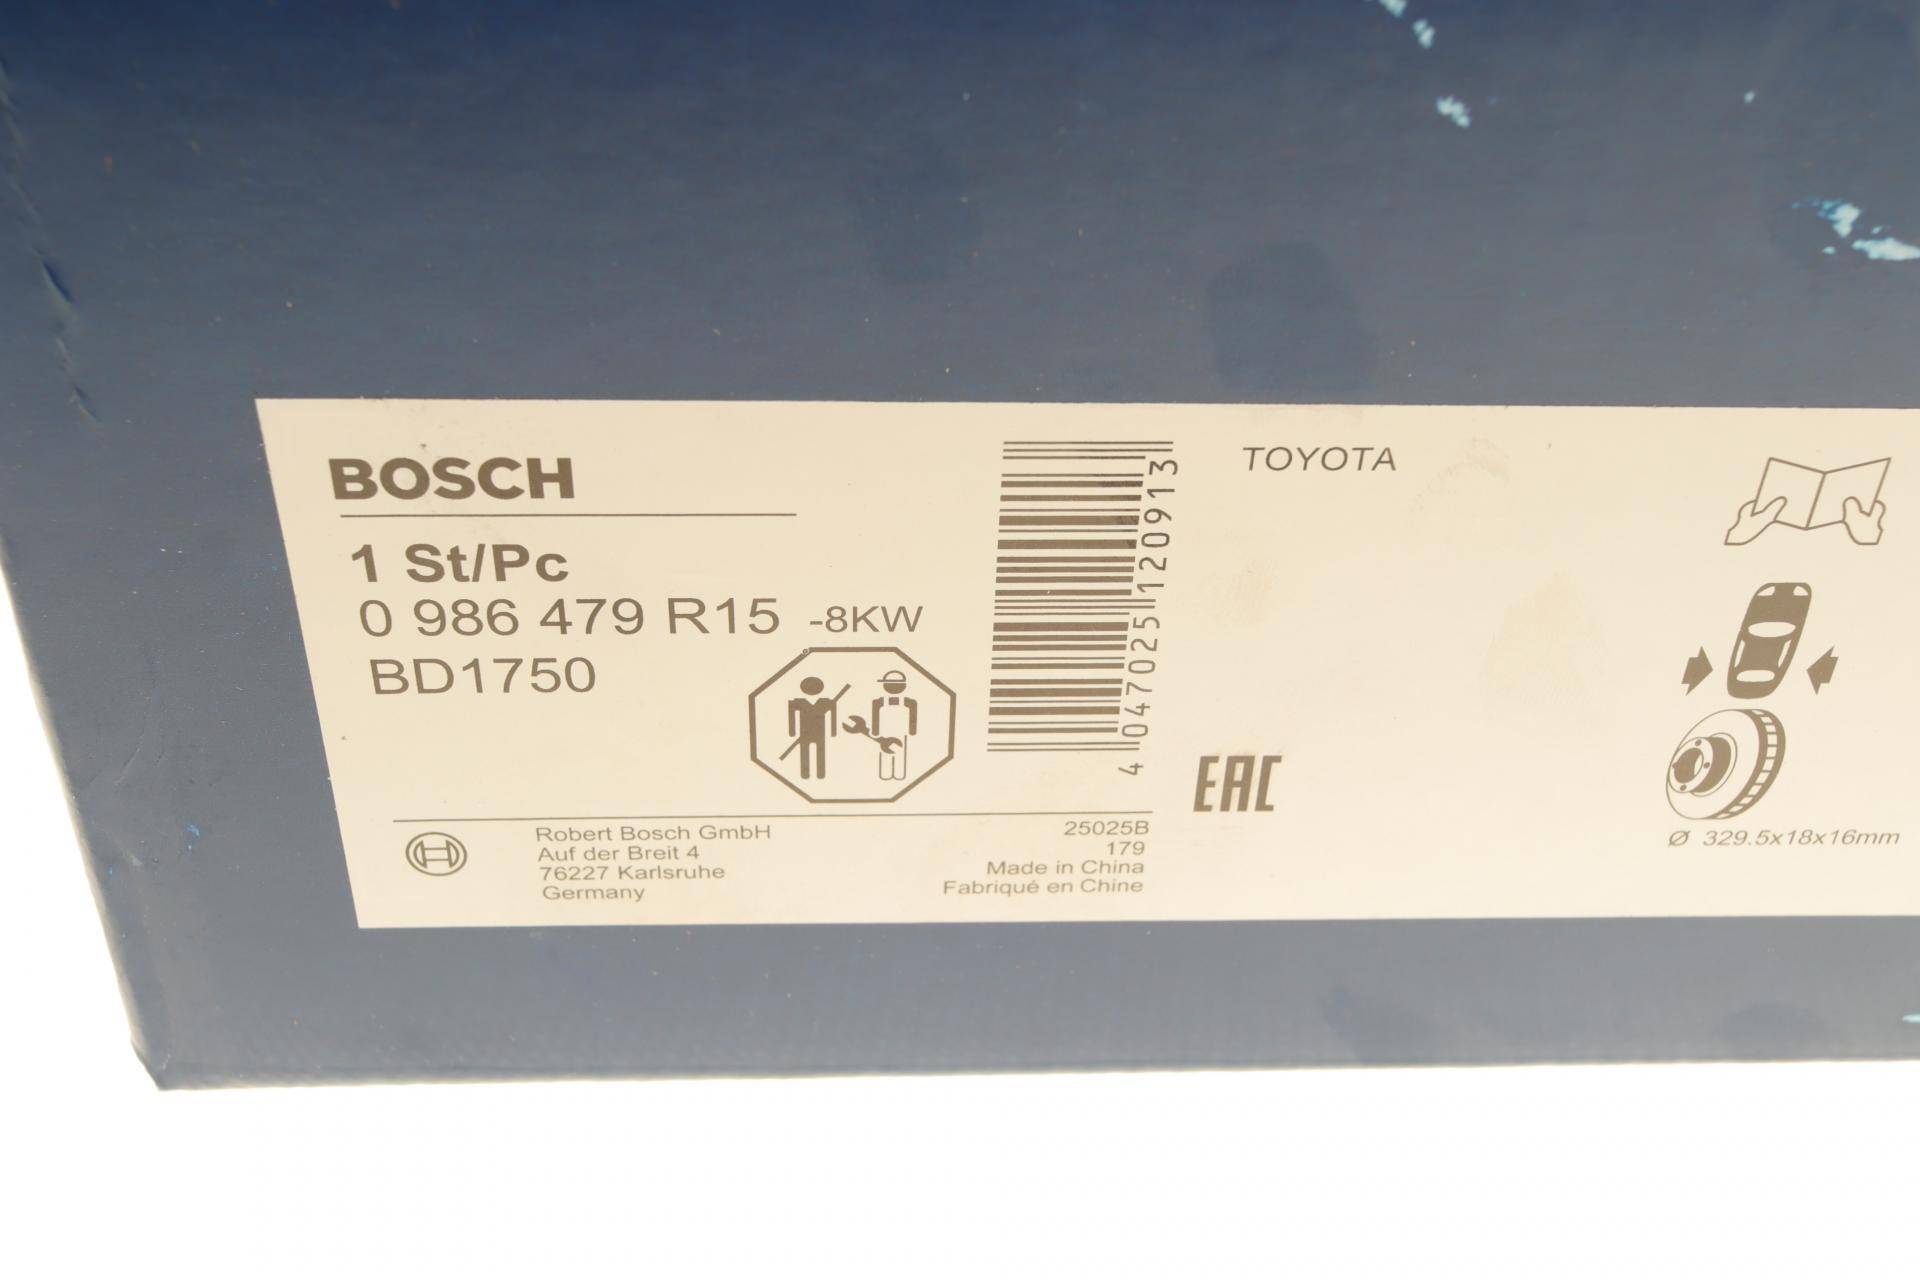 BOSCH
1 St/Pc
0 986 479 R15 -8KW
BD1750
4 047025 120913
TOYOTA
EAC
Robert Bosch GmbH
Auf der Breit 4
76227 Karlsruhe
Germany
25025B
179
Made in China
Fabriqué en Chine
Ø 329.5x18x16mm